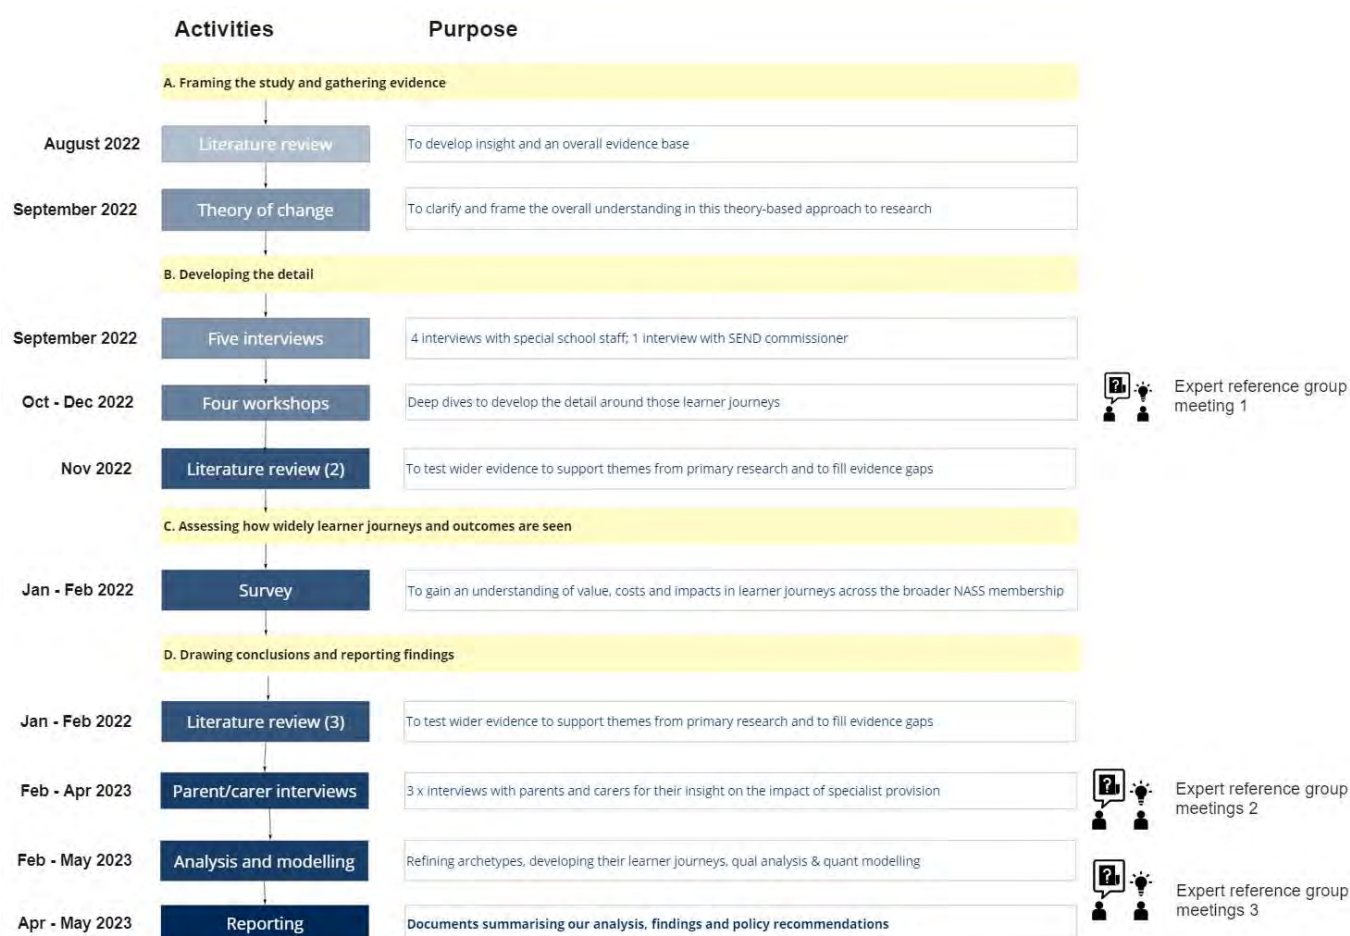 Activities Purpose
A. Framing the study and gathering evidence
August 2022 Literature review To develop insight and an overall evidence base
September 2022 Theory of change To clarify and frame the overall understanding in this theory-based approach to research
B. Developing the detail
September 2022 Five interviews 4 interviews with special school staff; 1 interview with SEND commissioner
Oct - Dec 2022 Four workshops Deep dives to develop the detail around those learner journeys
Expert reference group
meeting 1
Nov 2022 Literature review (2) To test wider evidence to support themes from primary research and to fill evidence gaps
C. Assessing how widely learner journeys and outcomes are seen
Jan - Feb 2022 Survey To gain an understanding of value, costs and impacts in learner journeys across the broader NASS membership
D. Drawing conclusions and reporting findings
Jan - Feb 2022 Literature review (3) To test wider evidence to support themes from primary research and to fill evidence gaps
Feb - Apr 2023 Parent/carer interviews 3 x interviews with parents and carers for their insight on the impact of specialist provision
Expert reference group
meetings 2
Feb - May 2023 Analysis and modelling Refining archetypes, developing their learner journeys, qual analysis & quant modelling
Expert reference group
meetings 3
Apr - May 2023 Reporting Documents summarising our analysis, findings and policy recommendations